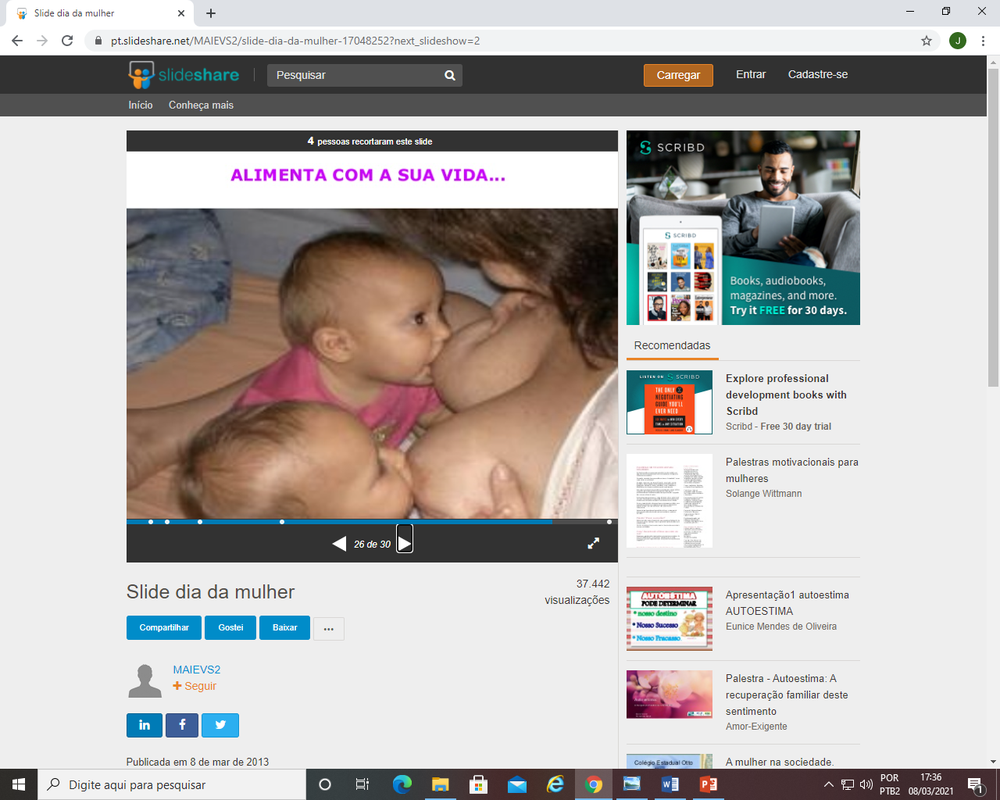 Slide dia da mulher
pt.slideshare.net/MAIEVS2/slide-dia-da-mulher-17048252?next_slideshow=2
J
slideshare
Pesquisar
Carregar
Entrar
Cadastre-se
Início
Conheça mais
4 pessoas recortaram este slide
ALIMENTA COM A SUA VIDA...
26 de 30
SCRIBD
SCRIBD
Books, audiobooks,
magazines, and more.
Try it FREE for 30 days.
Recomendadas
LISTEN ON SCRIBD
THE ONLY
NEGOTIATING
GUIDE YOU'LL
EVER NEED
Explore professional
development books with
Scribd
Scribd - Free 30 day trial
Palestras motivacionais para
mulheres
Solange Wittmann
AUTOESTIMA
PODE DETERMINAR
* nosso destino
* Nosso Sucesso
* Nosso Fracasso
Apresentação1 autoestima
AUTOESTIMA
Eunice Mendes de Oliveira
Palestra - Autoestima: A
recuperação familiar deste
sentimento
Amor-Exigente
Colégio Estadual Otto
A mulher na sociedade.
Slide dia da mulher
37.442
visualizações
Compartilhar
Gostei
Baixar
...
MAIEVS2
+ Seguir
in
f
Publicada em 8 de mar de 2013
Digite aqui para pesquisar
POR
PTB2
17:36
08/03/2021
1